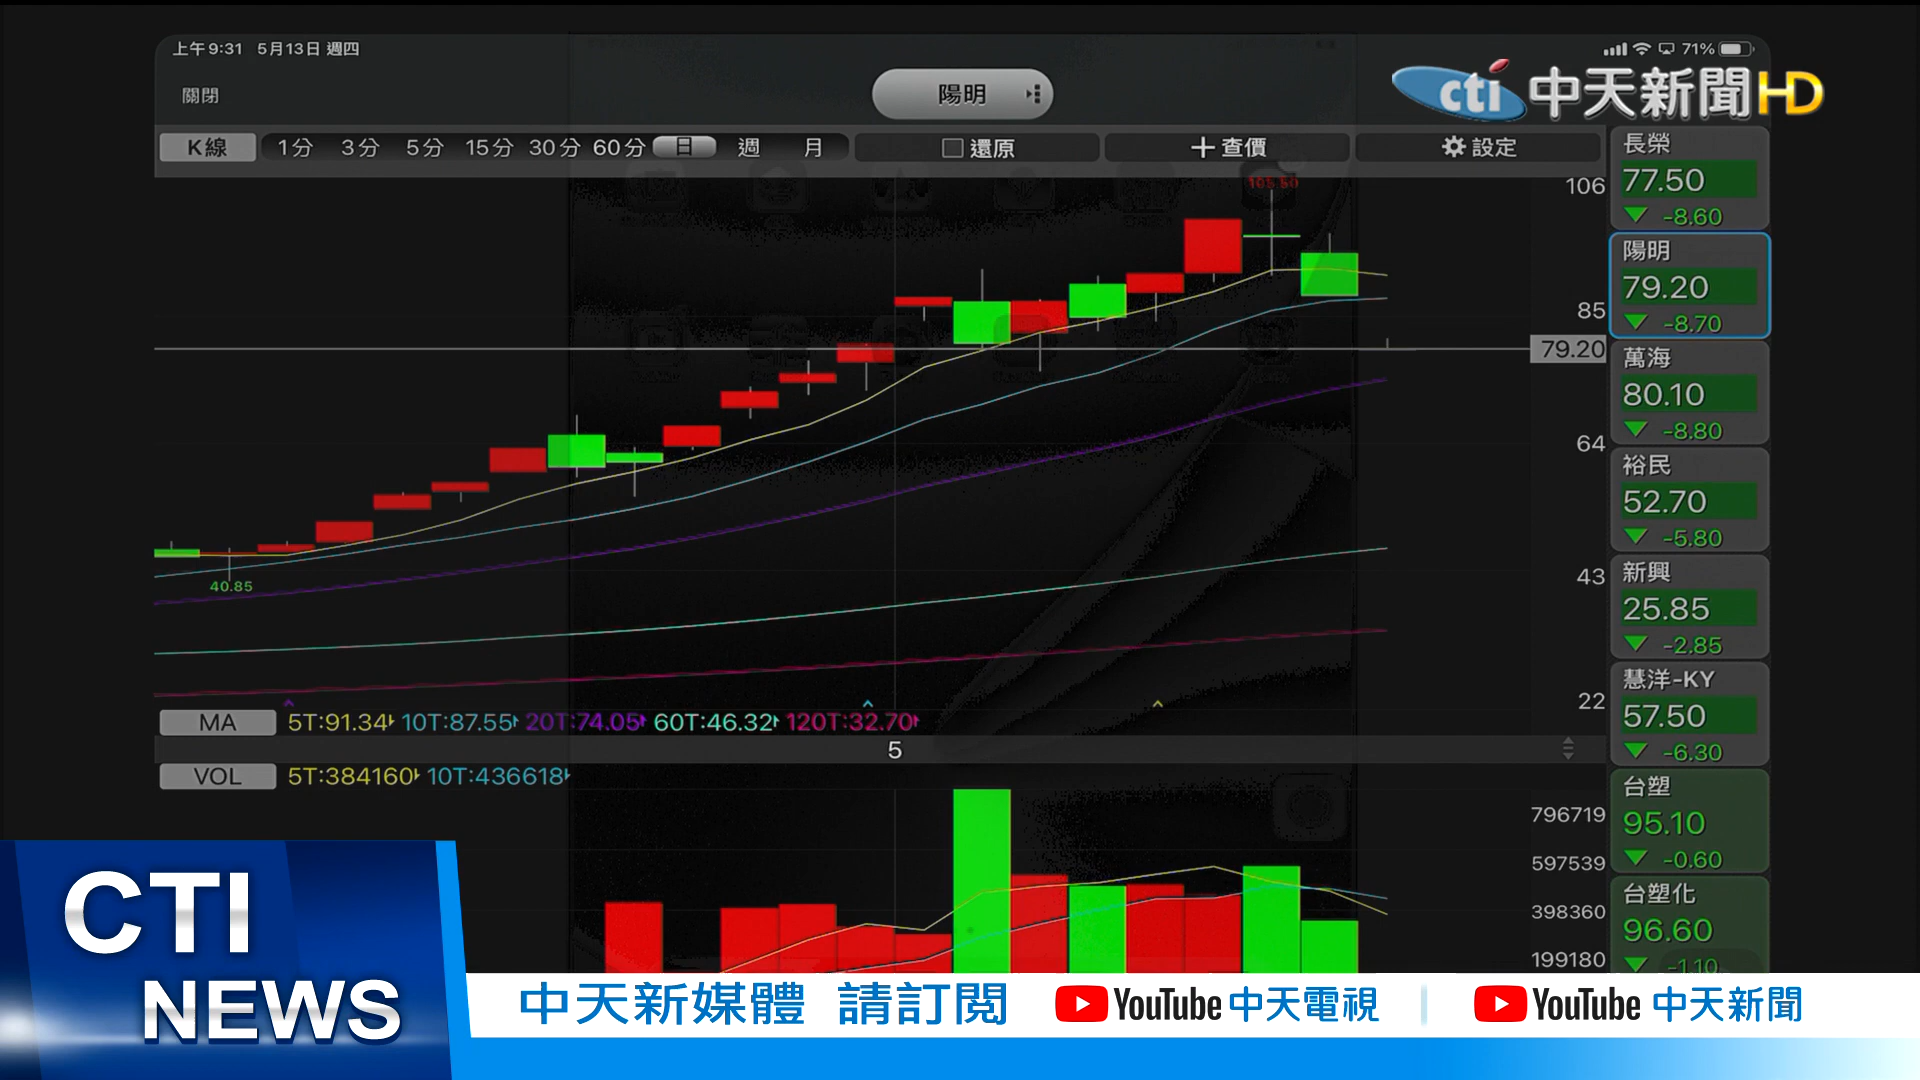 上午9:31 5月13日 週四
71%
cti 中天新聞HD
關閉
陽明
K線 1分 3分 5分 15分 30分 60分 日 週 月 還原 查價 設定
長榮
77.50
-8.60
陽明
79.20
-8.70
萬海
80.10
-8.80
裕民
52.70
-5.80
新興
25.85
-2.85
慧洋-KY
57.50
-6.30
台塑
95.10
-0.60
台塑化
96.60
-1.10
105.50
106
85
79.20
64
43
22
40.85
MA 5T:91.34 10T:87.55 20T:74.05 60T:46.32 120T:32.70
5
VOL 5T:384160 10T:436618
796719
597539
398360
199180
CTI
NEWS
中天新媒體 請訂閱 YouTube 中天電視 YouTube 中天新聞